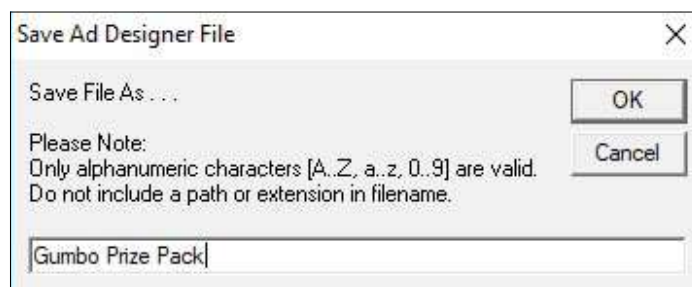 Save Ad Designer File
Save File As . . .
OK
Please Note:
Only alphanumeric characters [A..Z, a..z, 0..9] are valid.
Cancel
Do not include a path or extension in filename.
Gumbo Prize Pack